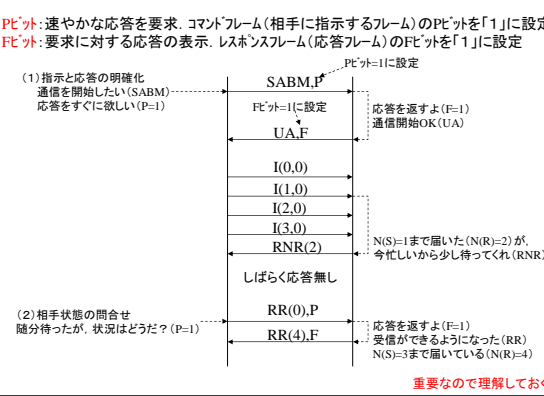 Pビット：速やかな応答を要求．コマンドフレーム（相手に指示するフレーム）のPビットを「1」に設定
Fビット：要求に対する応答の表示．レスポンスフレーム（応答フレーム）のFビットを「1」に設定
Pビット=1に設定
（1）指示と応答の明確化
通信を開始したい（SABM）
応答をすぐに欲しい（P=1）
SABM,P
Fビット=1に設定
応答を返すよ（F=1）
通信開始OK（UA）
UA,F
I(0,0)
I(1,0)
I(2,0)
I(3,0)
RNR(2)
N(S)=1まで届いた（N(R)=2）が，
今忙しいから少し待ってくれ（RNR）
しばらく応答無し
（2）相手状態の問合せ
随分待ったが，状況はどうだ？（P=1）
RR(0),P
RR(4),F
応答を返すよ（F=1）
受信ができるようになった（RR）
N(S)=3まで届いている（N(R)=4）
重要なので理解しておく